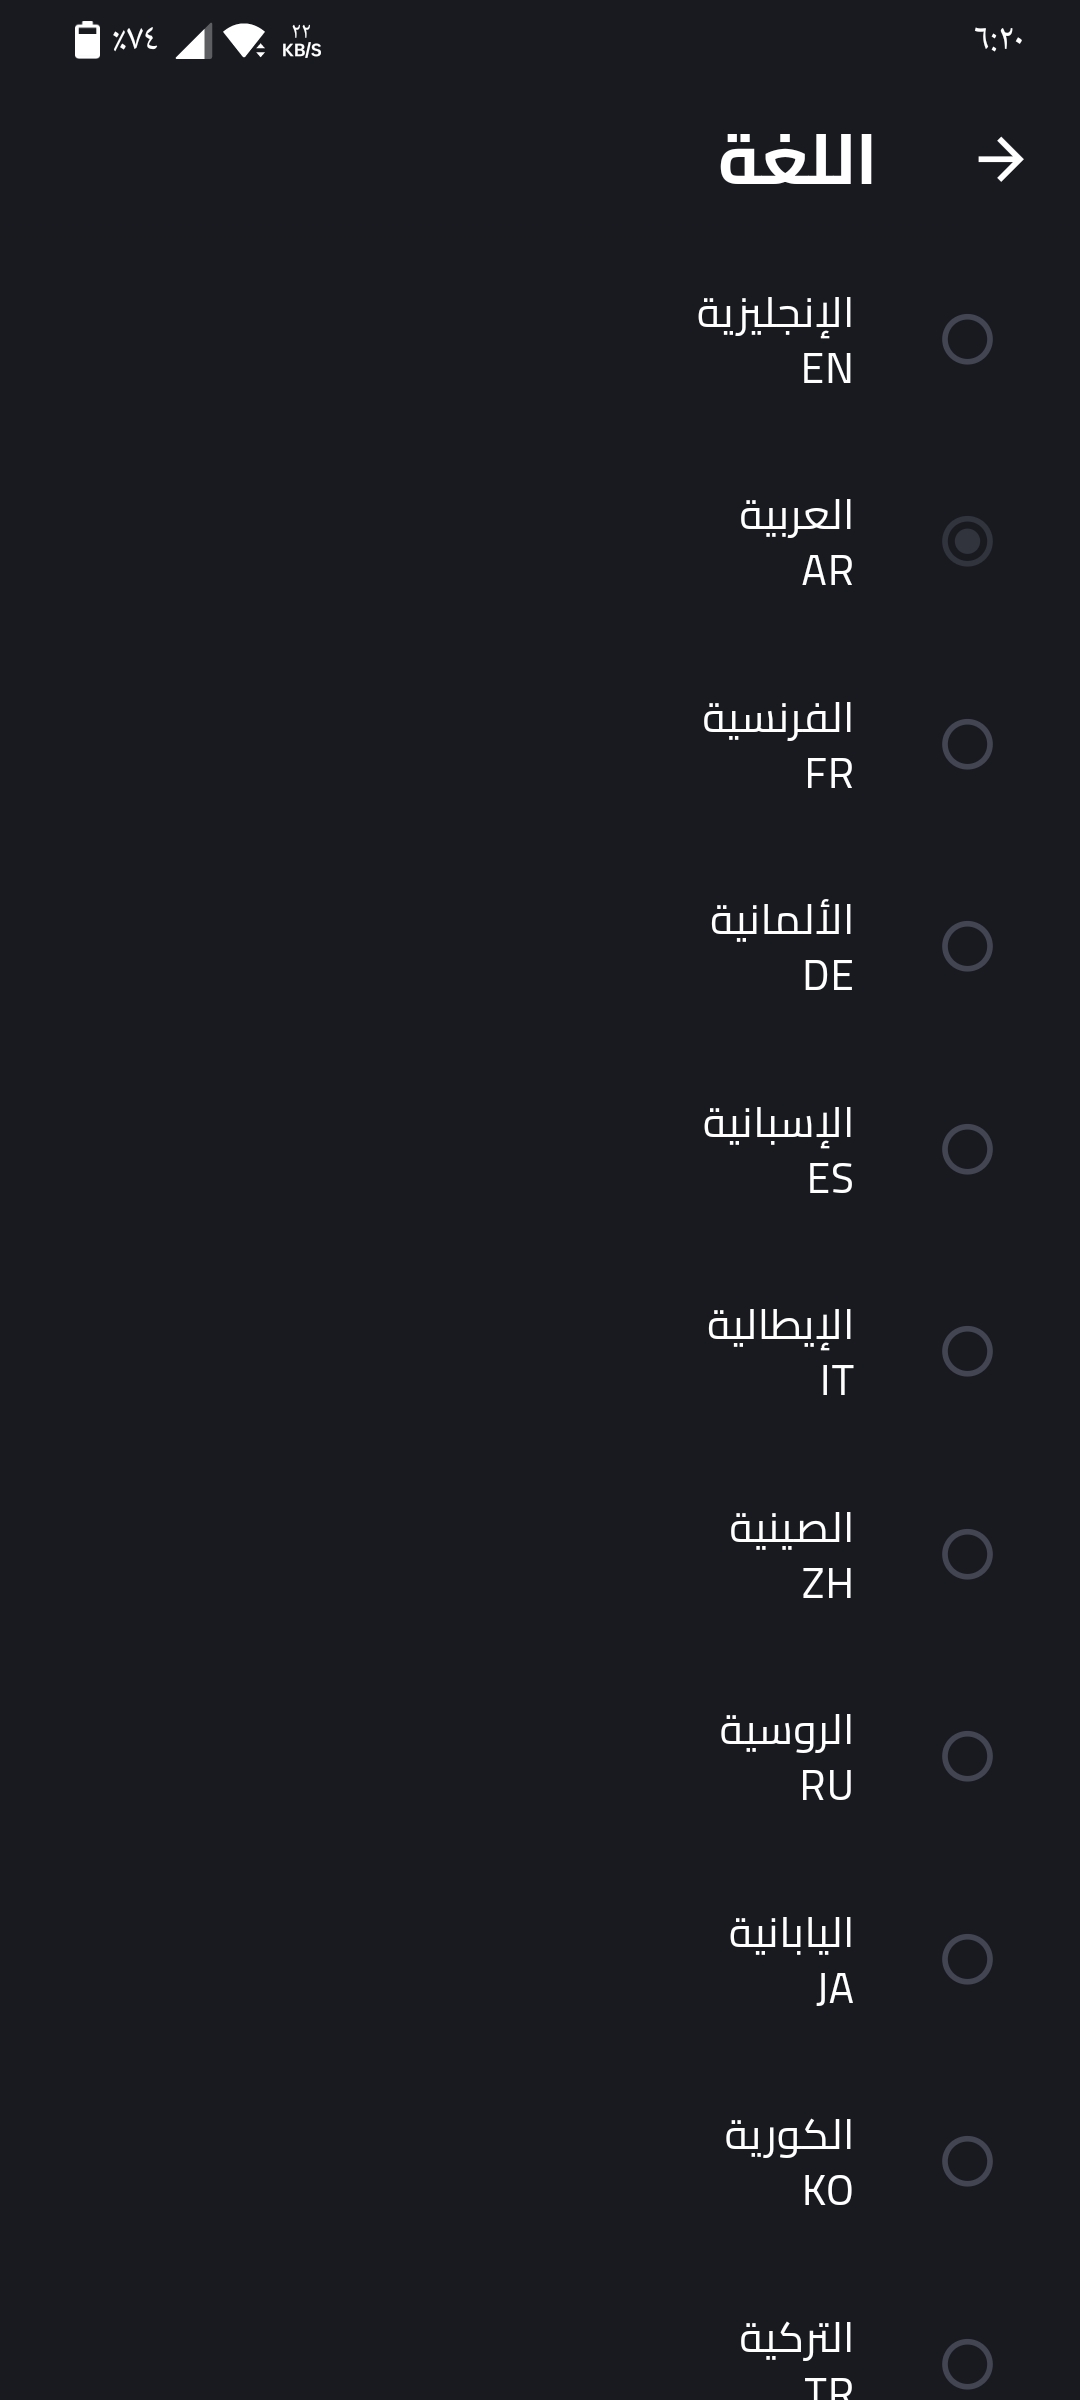 ٦:٢٠
٢٢
KB/S
٪٧٤
اللغة
الإنجليزية
EN
العربية
AR
الفرنسية
FR
الألمانية
DE
الإسبانية
ES
الإيطالية
IT
الصينية
ZH
الروسية
RU
اليابانية
JA
الكورية
KO
التركية
TR